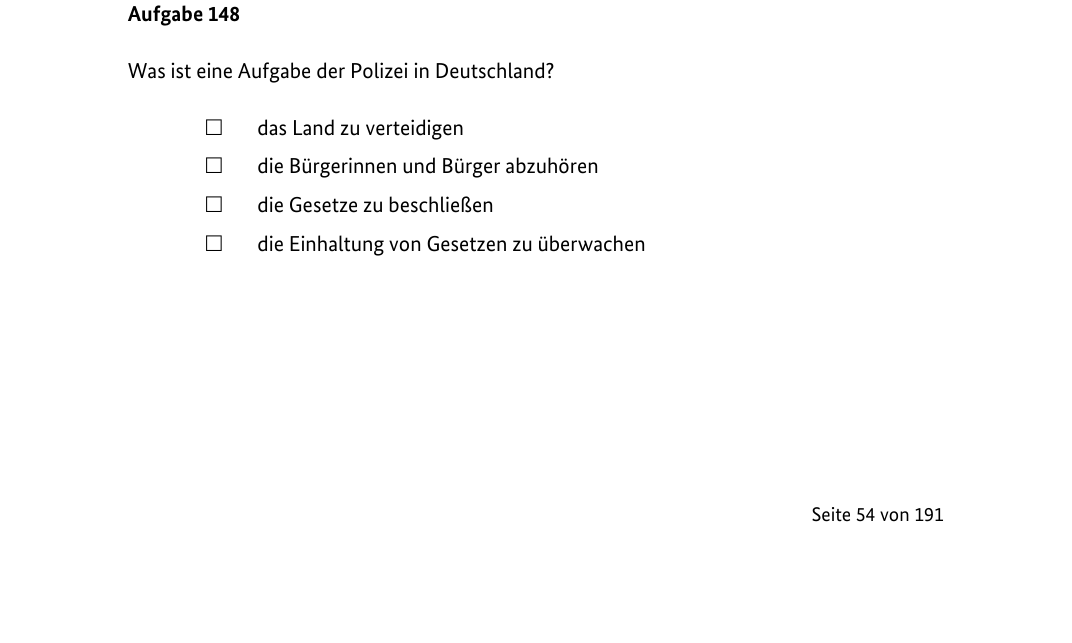 Aufgabe 148
Was ist eine Aufgabe der Polizei in Deutschland?
☐ das Land zu verteidigen
☐ die Bürgerinnen und Bürger abzuhören
☐ die Gesetze zu beschließen
☐ die Einhaltung von Gesetzen zu überwachen
Seite 54 von 191